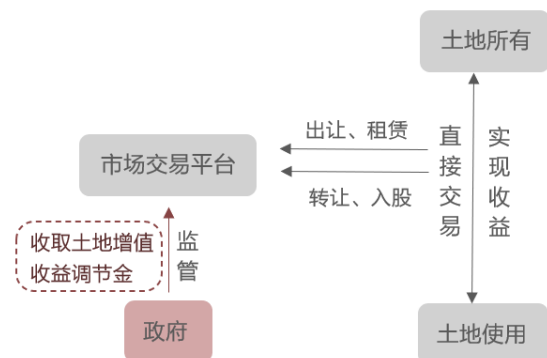 土地所有
出让、租赁
市场交易平台
转让、入股
直接交易
实现收益
收取土地增值
收益调节金
监管
政府
土地使用